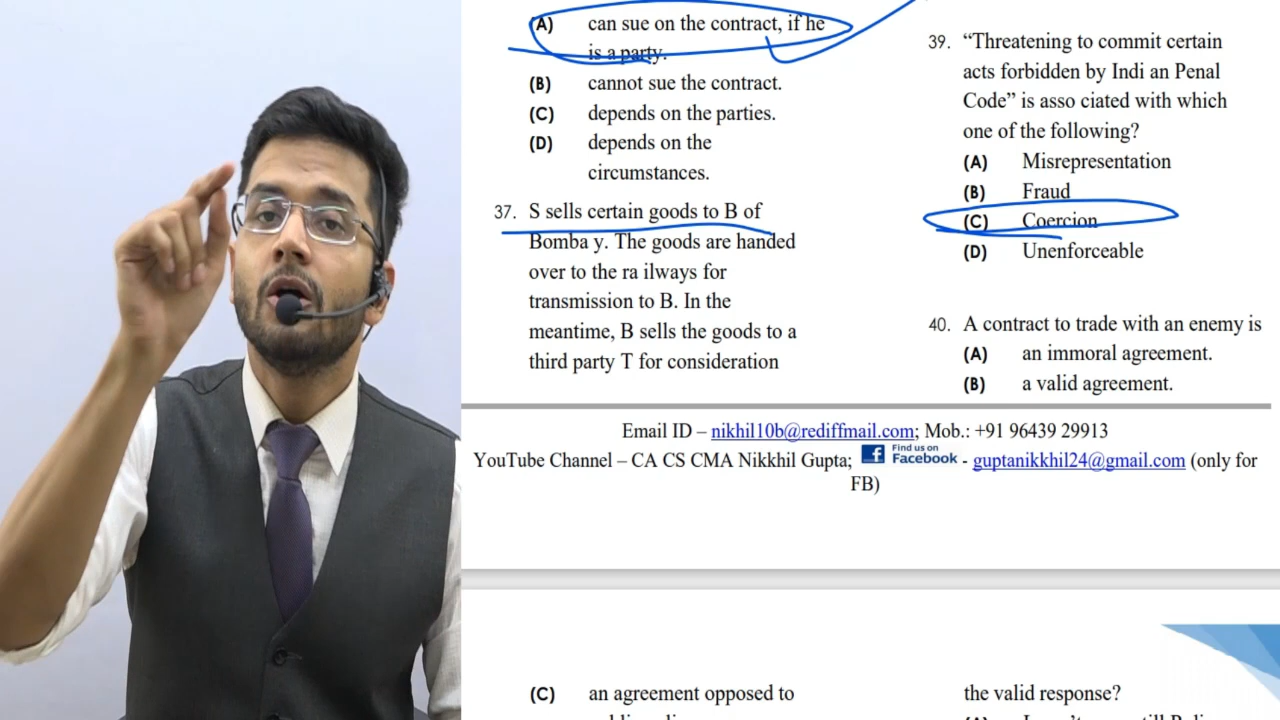 (A) can sue on the contract, if he
is a party.
(B) cannot sue the contract.
(C) depends on the parties.
(D) depends on the
circumstances.
37. S sells certain goods to B of
Bomba y. The goods are handed
over to the ra ilways for
transmission to B. In the
meantime, B sells the goods to a
third party T for consideration
39. “Threatening to commit certain
acts forbidden by Indi an Penal
Code” is asso ciated with which
one of the following?
(A) Misrepresentation
(B) Fraud
(C) Coercion
(D) Unenforceable
40. A contract to trade with an enemy is
(A) an immoral agreement.
(B) a valid agreement.
Email ID – nikhil10b@rediffmail.com; Mob.: +91 96439 29913
YouTube Channel – CA CS CMA Nikkhil Gupta; Find us on Facebook - guptanikkhil24@gmail.com (only for
FB)
(C) an agreement opposed to
the valid response?